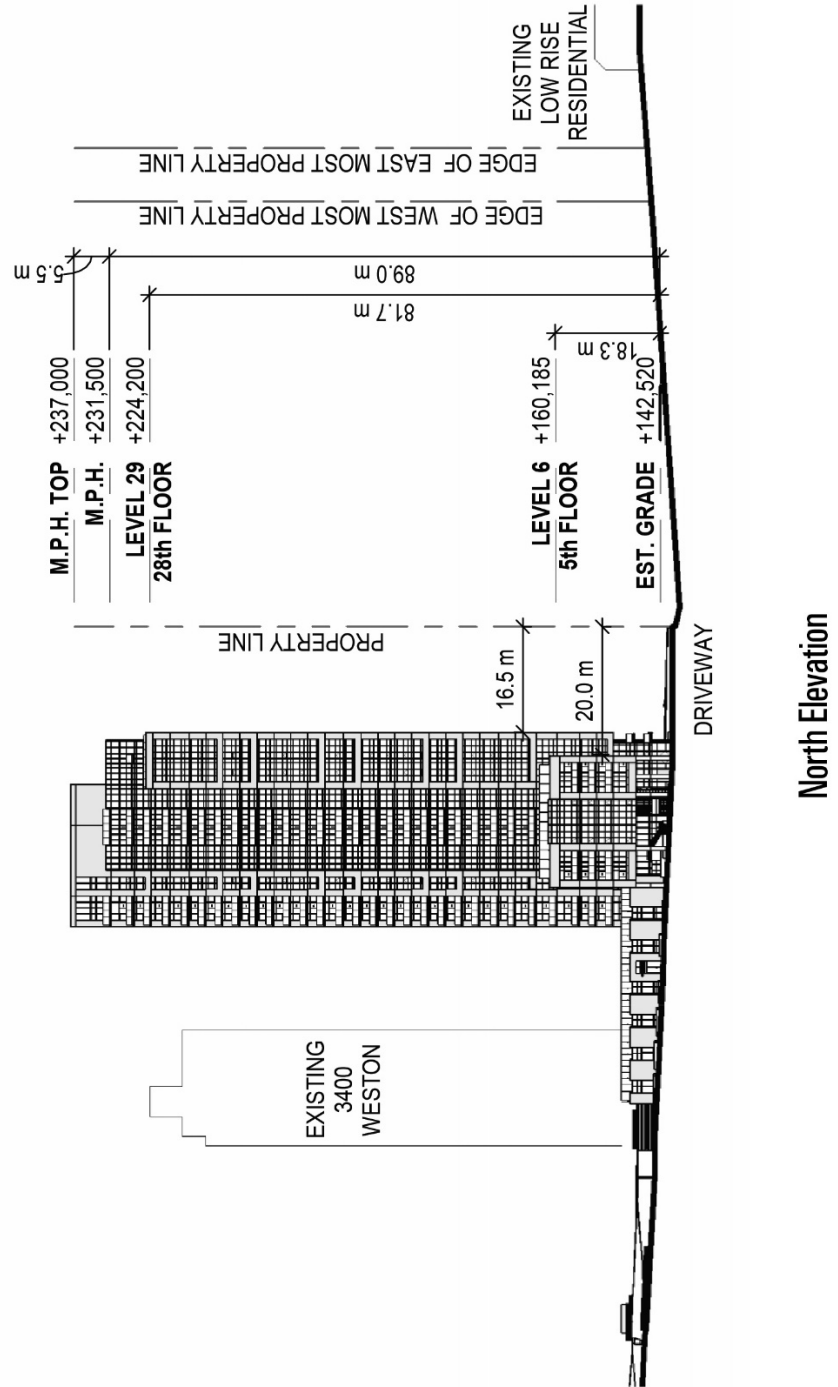 EXISTING
LOW RISE
RESIDENTIAL
EDGE OF EAST MOST PROPERTY LINE
EDGE OF WEST MOST PROPERTY LINE
5.5 m
89.0 m
81.7 m
18.3 m
M.P.H. TOP +237,000
M.P.H. +231,500
LEVEL 29 +224,200
28th FLOOR
LEVEL 6 +160,185
5th FLOOR
EST. GRADE +142,520
PROPERTY LINE
16.5 m
20.0 m
DRIVEWAY
EXISTING
3400
WESTON
North Elevation